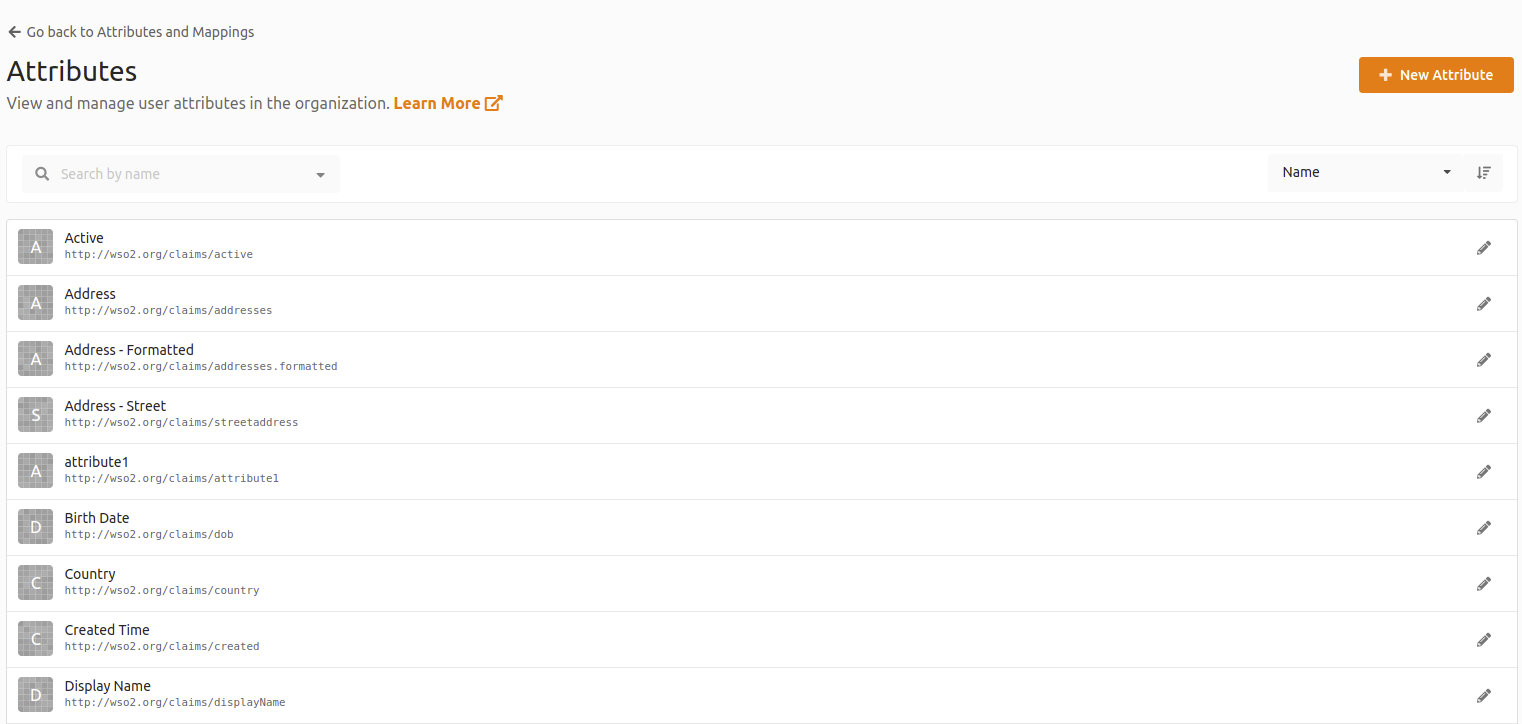 Go back to Attributes and Mappings
Attributes
New Attribute
View and manage user attributes in the organization. Learn More
Search by name
Name
A
Active
http://wso2.org/claims/active
A
Address
http://wso2.org/claims/addresses
A
Address - Formatted
http://wso2.org/claims/addresses.formatted
S
Address - Street
http://wso2.org/claims/streetaddress
A
attribute1
http://wso2.org/claims/attribute1
D
Birth Date
http://wso2.org/claims/dob
C
Country
http://wso2.org/claims/country
C
Created Time
http://wso2.org/claims/created
D
Display Name
http://wso2.org/claims/displayName